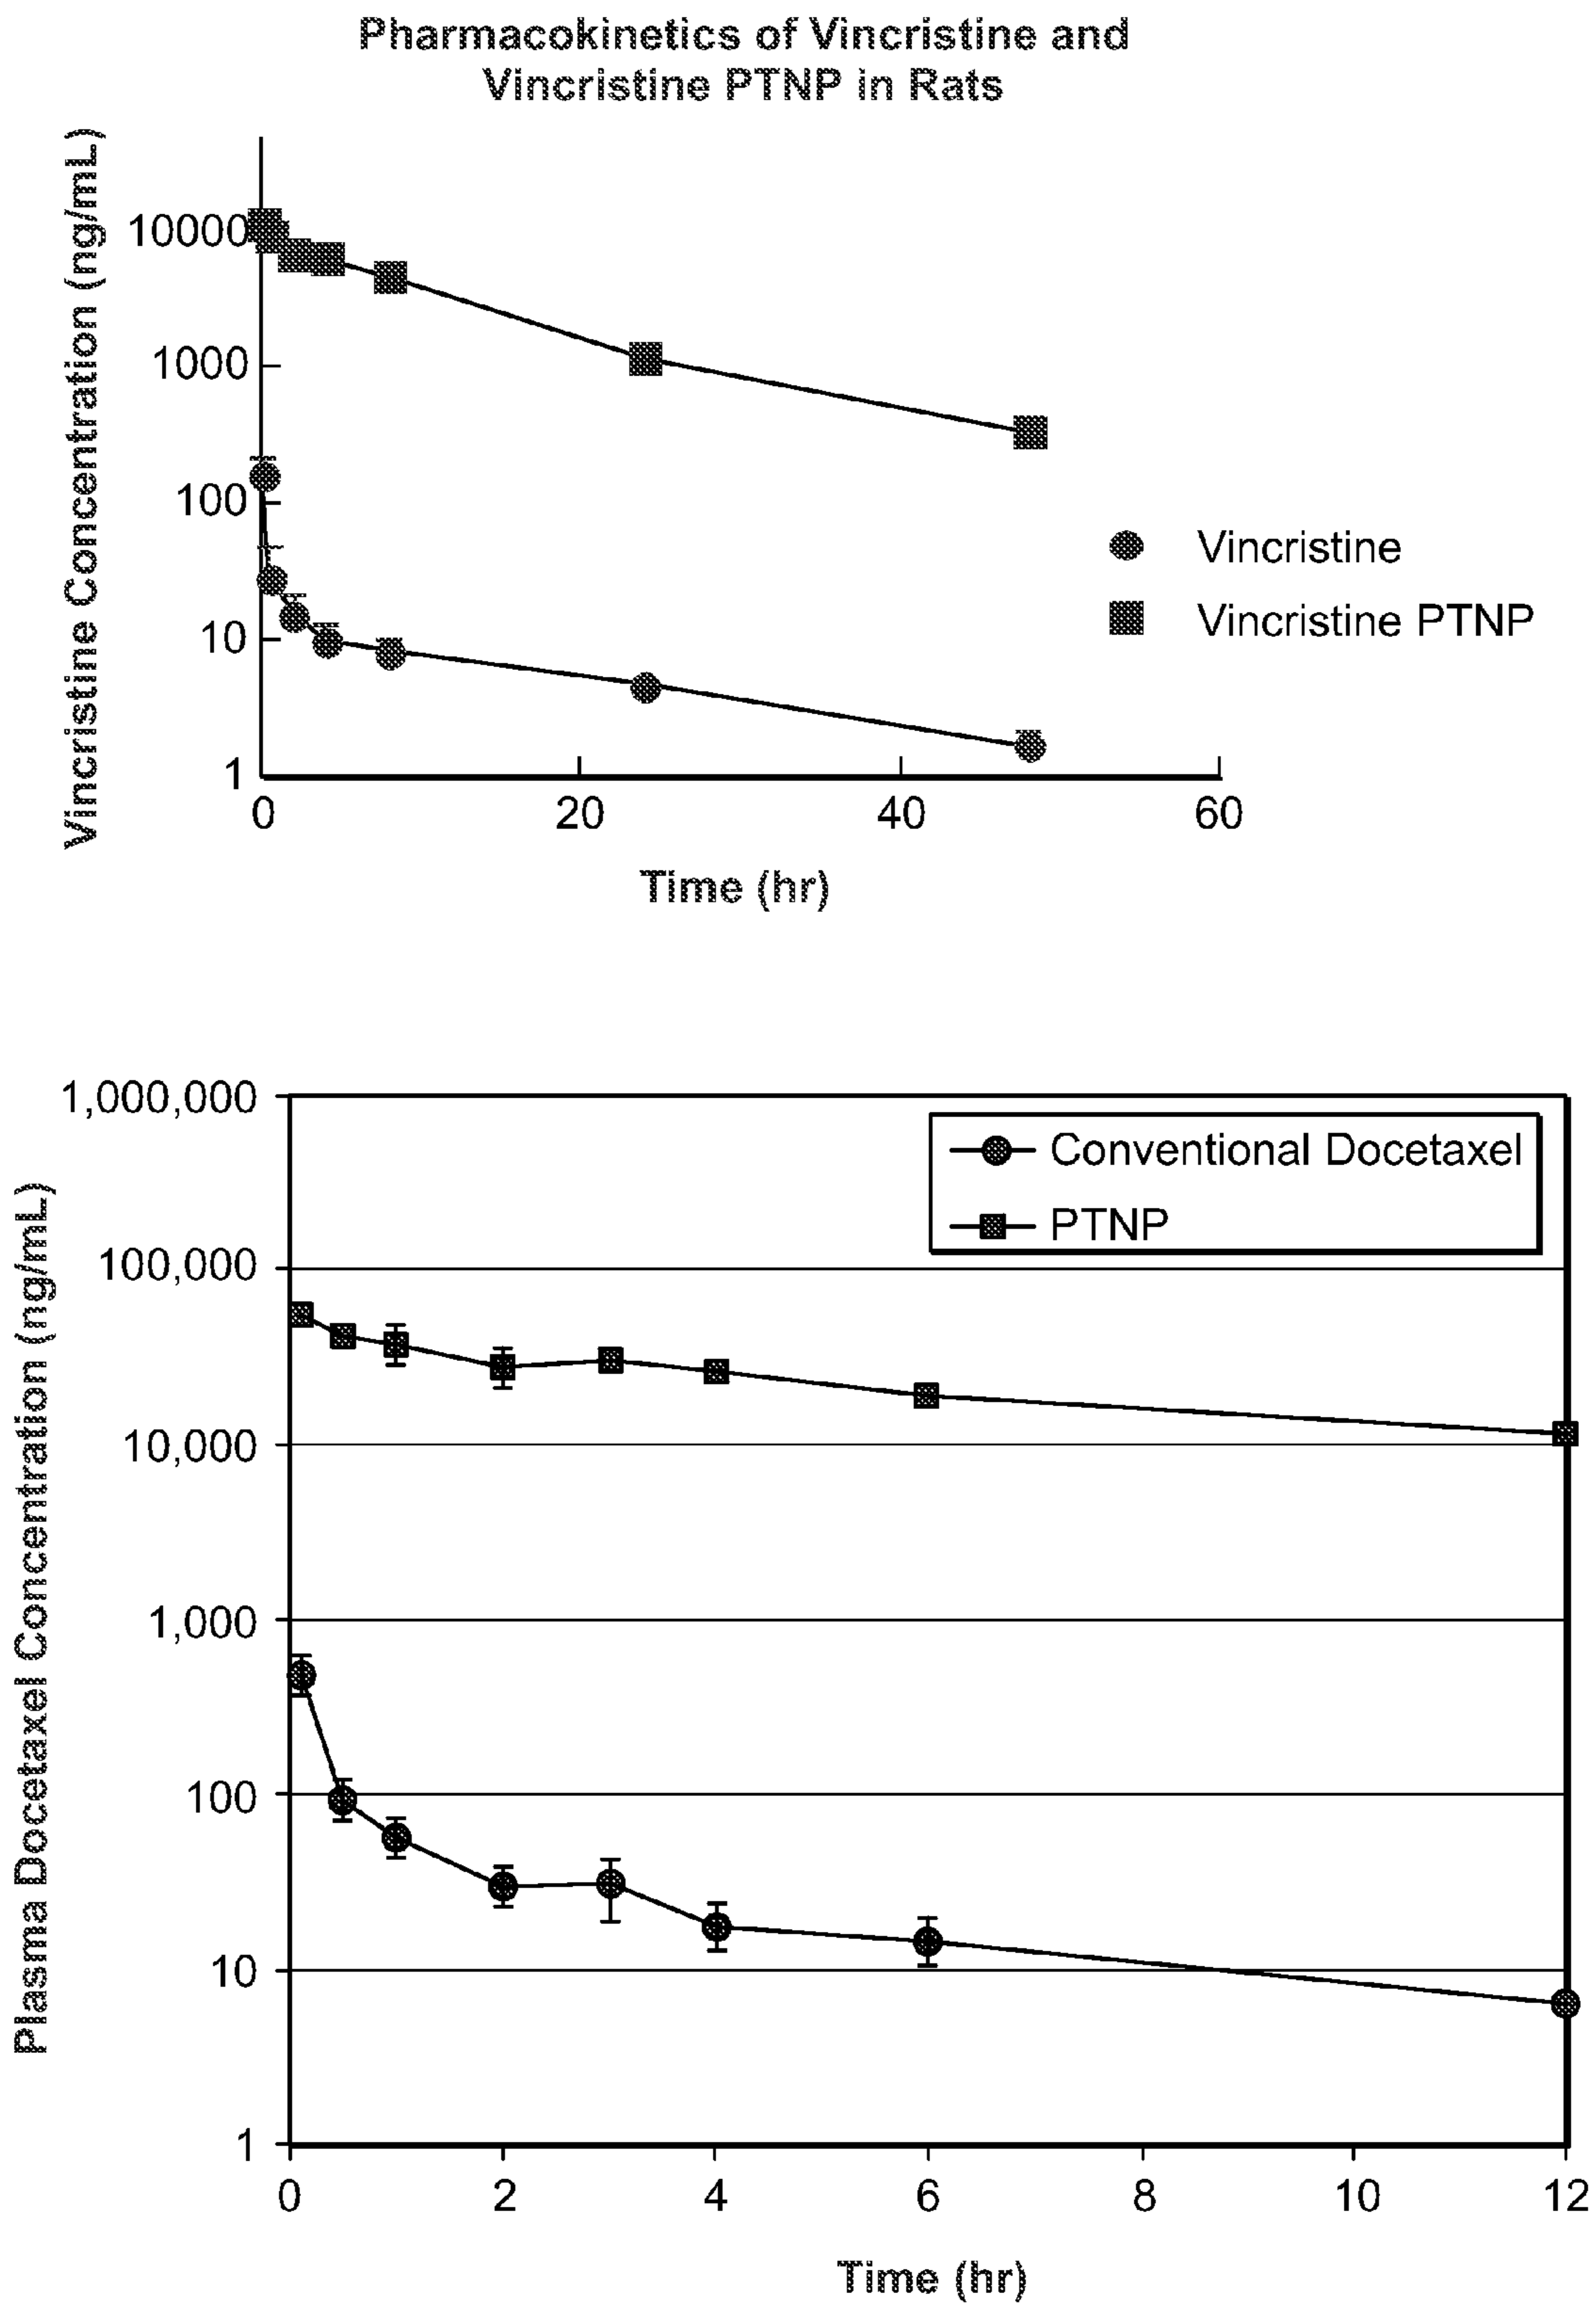 Pharmacokinetics of Vincristine and
Vincristine PTNP in Rats
Vincristine Concentration (ng/mL)
10000
1000
100
10
1
0 20 40 60
Time (hr)
Vincristine
Vincristine PTNP
Plasma Docetaxel Concentration (ng/mL)
1,000,000
100,000
10,000
1,000
100
10
1
0 2 4 6 8 10 12
Time (hr)
Conventional Docetaxel
PTNP